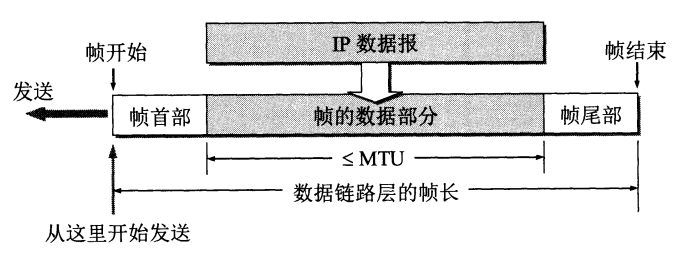 IP 数据报
帧开始
帧结束
发送
帧首部
帧的数据部分
帧尾部
≤ MTU
数据链路层的帧长
从这里开始发送